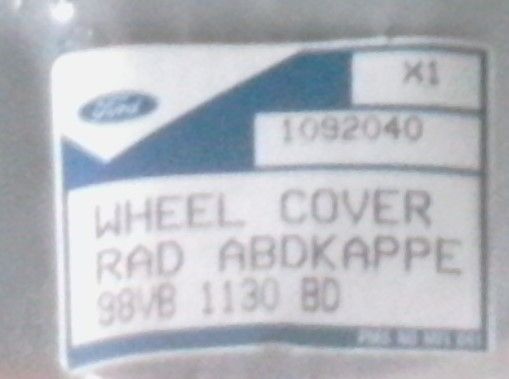 Ford
X1
1092040
WHEEL COVER
RAD ABDKAPPE
98VB 1130 BD